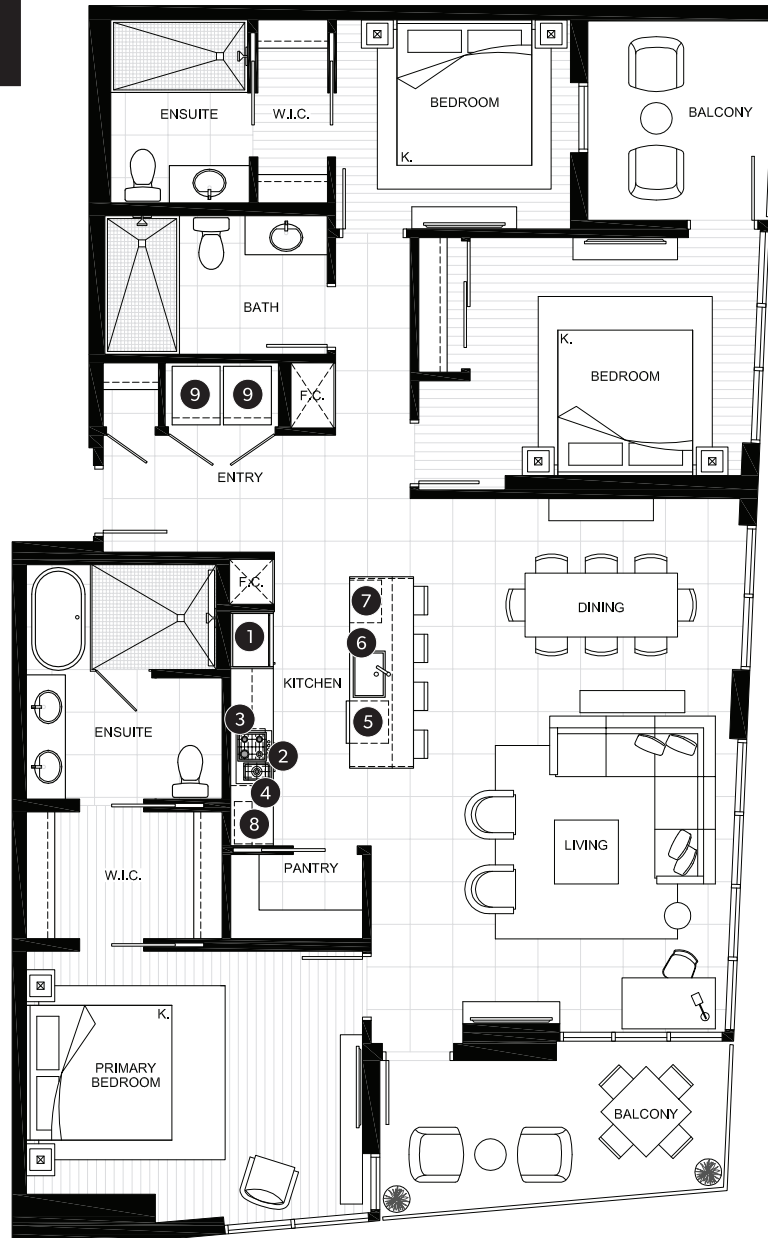 ENSUITE
W.I.C.
BEDROOM
K.
BALCONY
BATH
K.
BEDROOM
9
9
F.C.
ENTRY
F.C.
7
DINING
1
6
KITCHEN
3
5
ENSUITE
2
4
8
LIVING
PANTRY
W.I.C.
K.
PRIMARY
BEDROOM
BALCONY